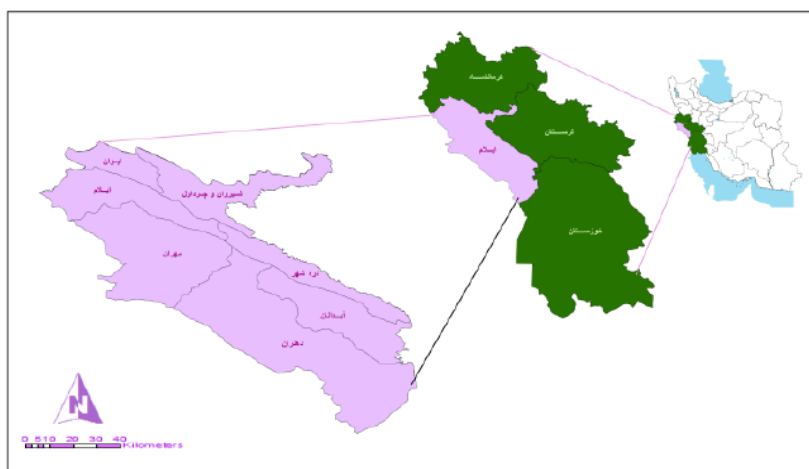 کرمانشاه
لرستان
ایلام
خوزستان
ایوان
شیروان و چرداول
ایلام
مهران
دره شهر
آبدانان
دهلران
N
0 5 10 20 30 40
Kilometers